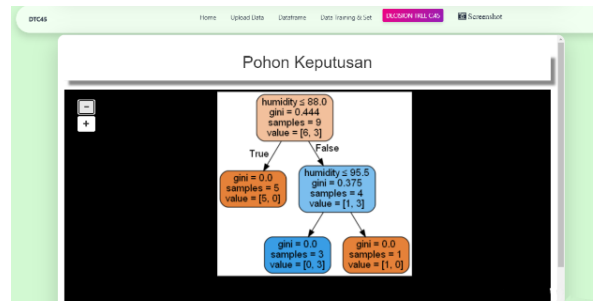 DTC45
Home Upload Data Dataframe Data Training & Set DECISION TREE C45 Screenshot
Pohon Keputusan
-
+
humidity ≤ 88.0
gini = 0.444
samples = 9
value = [6, 3]
True
False
gini = 0.0
samples = 5
value = [5, 0]
humidity ≤ 95.5
gini = 0.375
samples = 4
value = [1, 3]
gini = 0.0
samples = 3
value = [0, 3]
gini = 0.0
samples = 1
value = [1, 0]